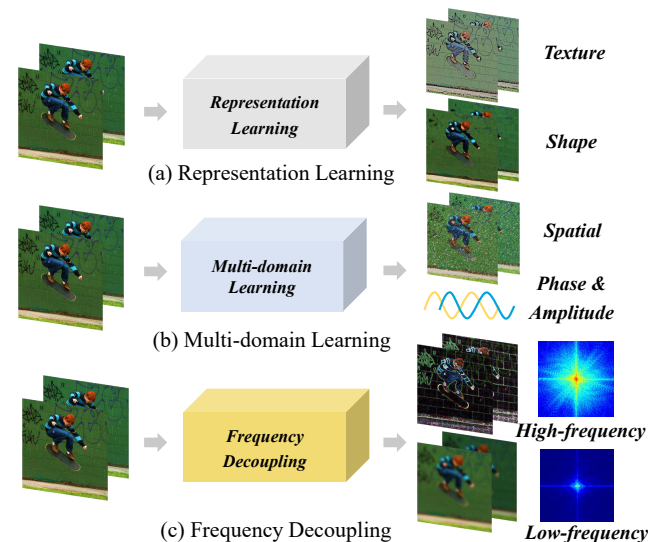 Texture
Representation
Learning
Shape
(a) Representation Learning
Spatial
Multi-domain
Learning
Phase &
Amplitude
(b) Multi-domain Learning
Frequency
Decoupling
High-frequency
Low-frequency
(c) Frequency Decoupling